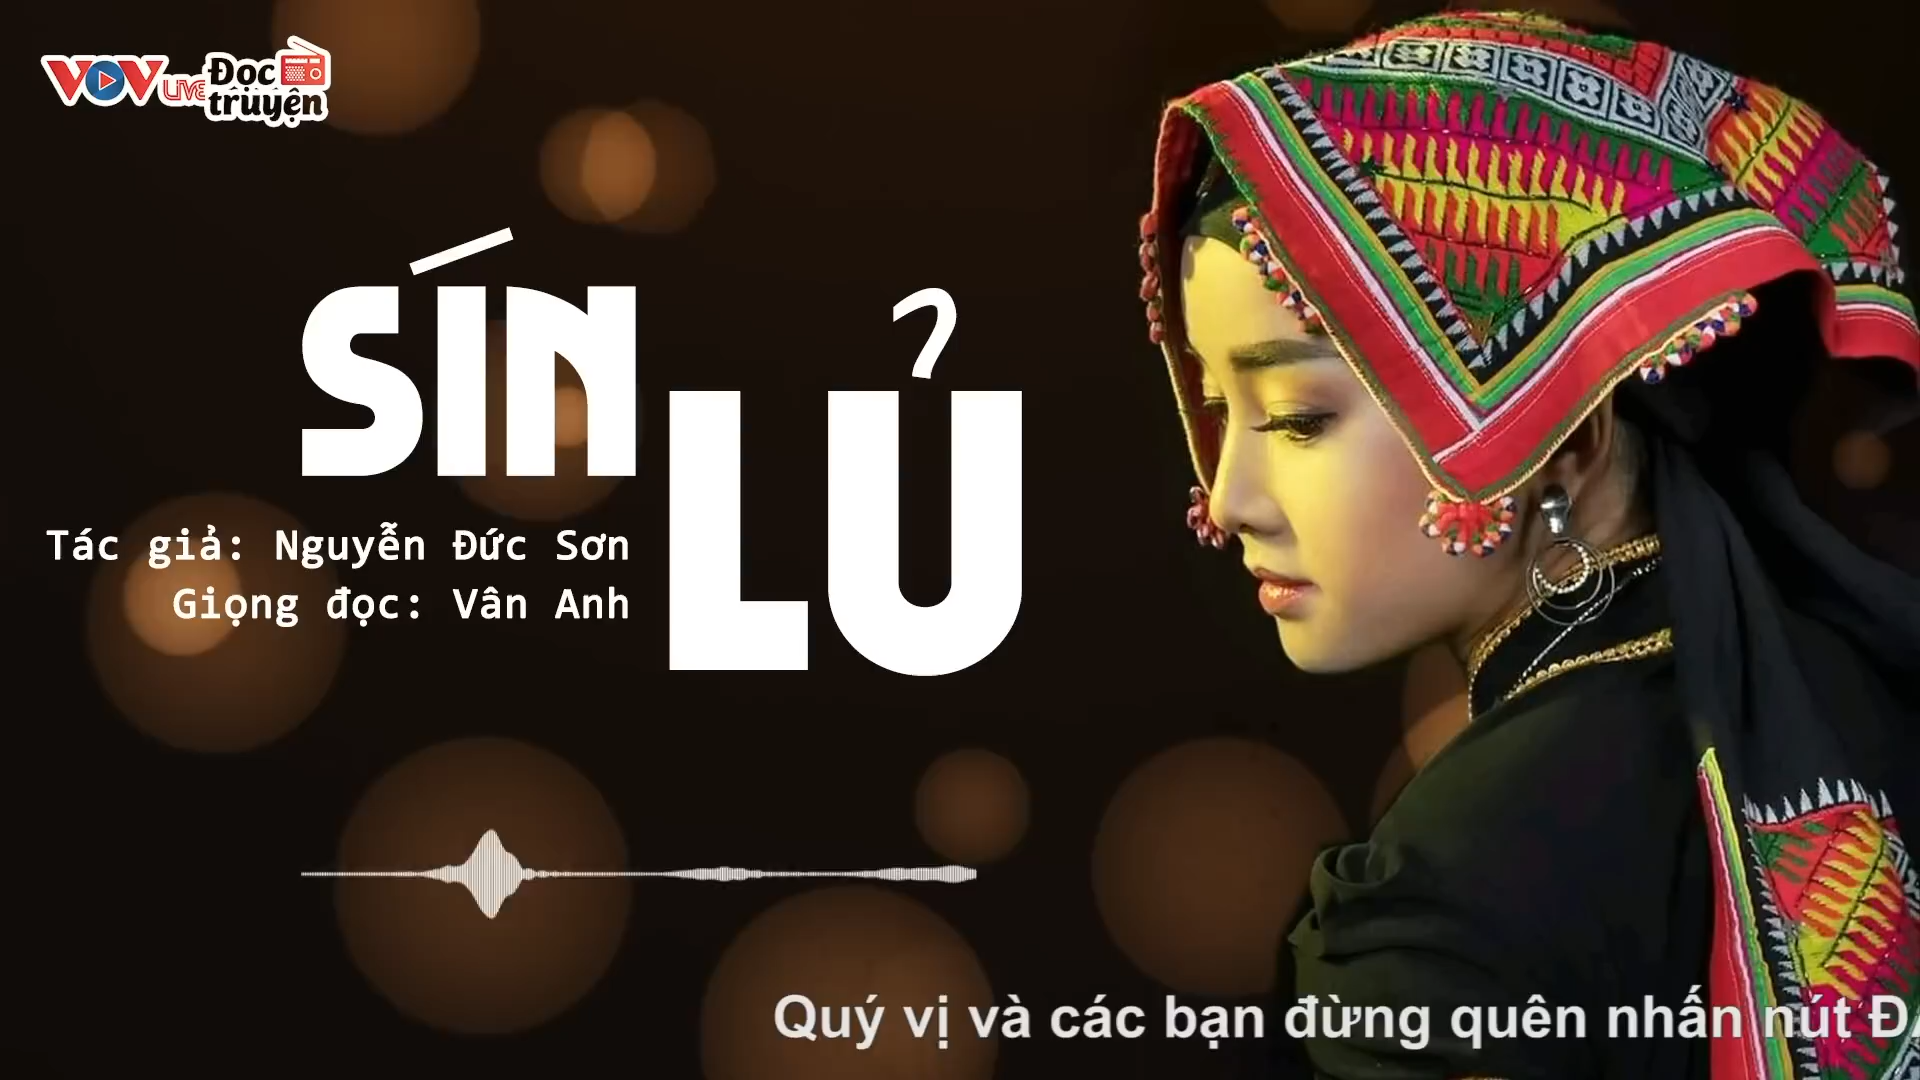 VOV LIVE Đọc
truyện
SÍN
LỦ
Tác giả: Nguyễn Đức Sơn
Giọng đọc: Vân Anh
Quý vị và các bạn đừng quên nhấn nút